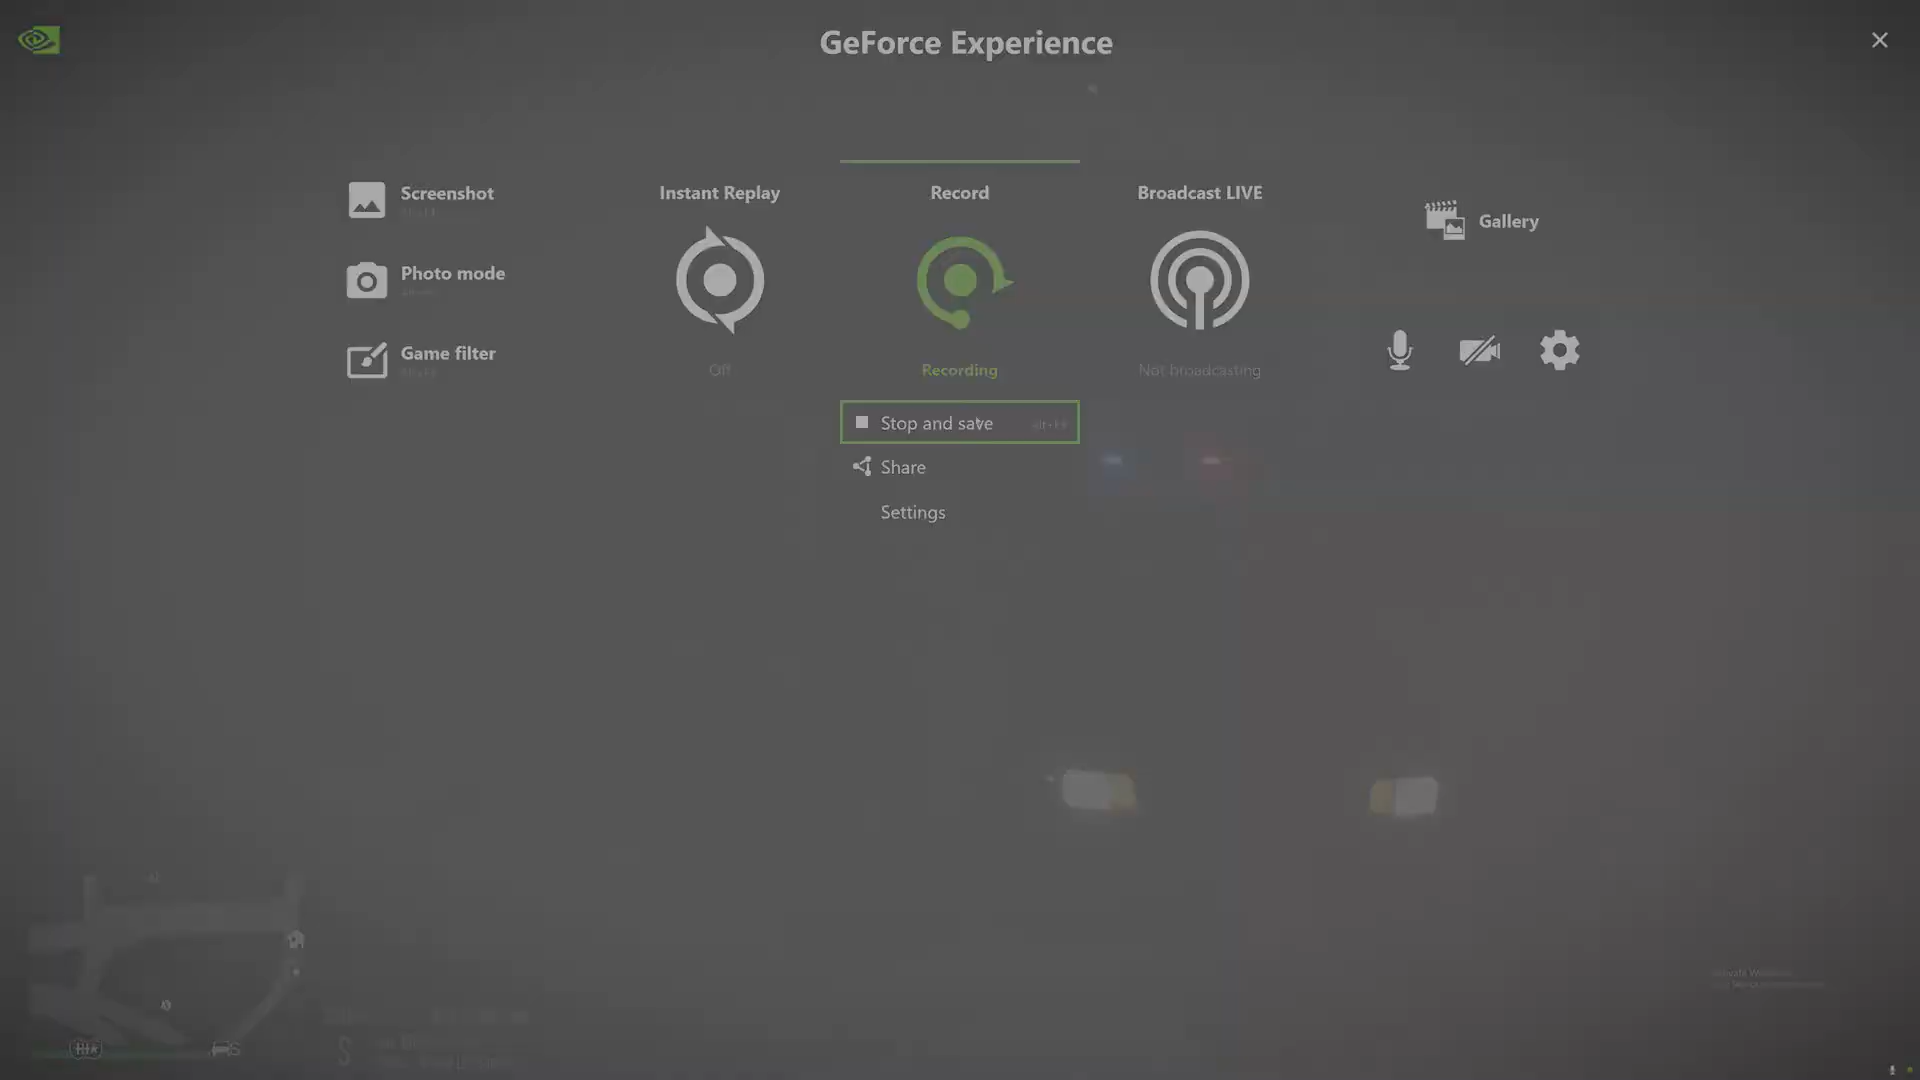 GeForce Experience
Screenshot
Photo mode
Game filter
Instant Replay
Off
Record
Recording
Stop and save
Share
Settings
Broadcast LIVE
Not broadcasting
Gallery